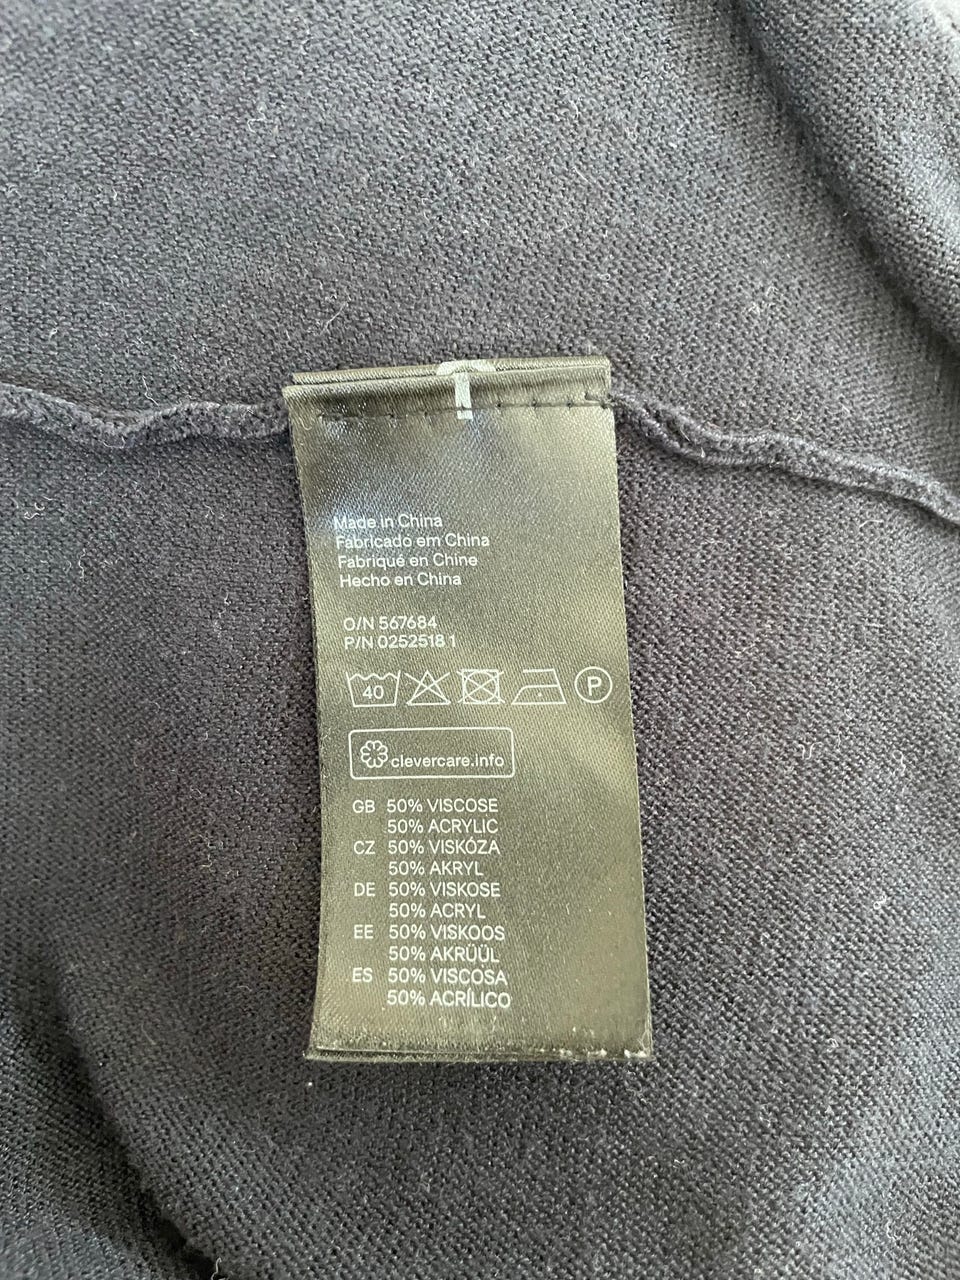 Made in China
Fabricado em China
Fabriqué en Chine
Hecho en China
O/N 567684
P/N 0252518 1
40 P
clevercare.info
GB 50% VISCOSE
50% ACRYLIC
CZ 50% VISKÓZA
50% AKRYL
DE 50% VISKOSE
50% ACRYL
EE 50% VISKOOS
50% AKRÜÜL
ES 50% VISCOSA
50% ACRÍLICO